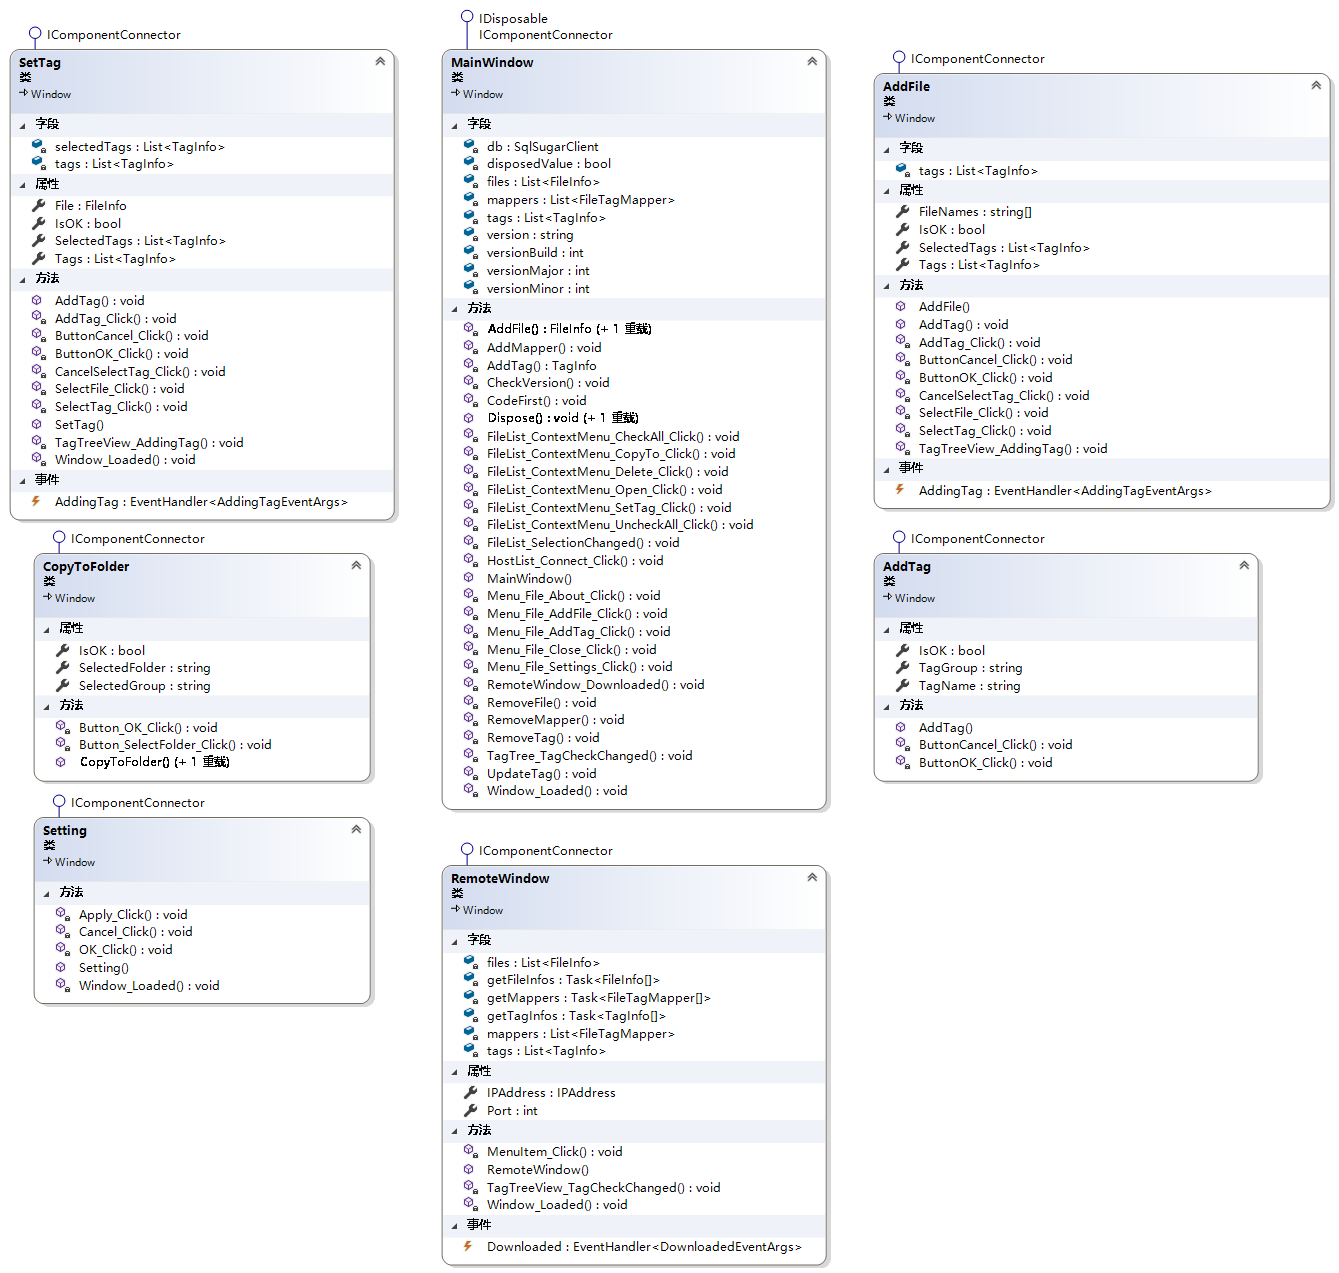 IComponentConnector
SetTag
类
Window
字段
selectedTags : List<TagInfo>
tags : List<TagInfo>
属性
File : FileInfo
IsOK : bool
SelectedTags : List<TagInfo>
Tags : List<TagInfo>
方法
AddTag() : void
AddTag_Click() : void
ButtonCancel_Click() : void
ButtonOK_Click() : void
CancelSelectTag_Click() : void
SelectFile_Click() : void
SelectTag_Click() : void
SetTag()
TagTreeView_AddingTag() : void
Window_Loaded() : void
事件
AddingTag : EventHandler<AddingTagEventArgs>
IComponentConnector
CopyToFolder
类
Window
属性
IsOK : bool
SelectedFolder : string
SelectedGroup : string
方法
Button_OK_Click() : void
Button_SelectFolder_Click() : void
CopyToFolder() (+ 1 重载)
IComponentConnector
Setting
类
Window
方法
Apply_Click() : void
Cancel_Click() : void
OK_Click() : void
Setting()
Window_Loaded() : void
IDisposable
IComponentConnector
MainWindow
类
Window
字段
db : SqlSugarClient
disposedValue : bool
files : List<FileInfo>
mappers : List<FileTagMapper>
tags : List<TagInfo>
version : string
versionBuild : int
versionMajor : int
versionMinor : int
方法
AddFile() : FileInfo (+ 1 重载)
AddMapper() : void
AddTag() : TagInfo
CheckVersion() : void
CodeFirst() : void
Dispose() : void (+ 1 重载)
FileList_ContextMenu_CheckAll_Click() : void
FileList_ContextMenu_CopyTo_Click() : void
FileList_ContextMenu_Delete_Click() : void
FileList_ContextMenu_Open_Click() : void
FileList_ContextMenu_SetTag_Click() : void
FileList_ContextMenu_UncheckAll_Click() : void
FileList_SelectionChanged() : void
HostList_Connect_Click() : void
MainWindow()
Menu_File_About_Click() : void
Menu_File_AddFile_Click() : void
Menu_File_AddTag_Click() : void
Menu_File_Close_Click() : void
Menu_File_Settings_Click() : void
RemoteWindow_Downloaded() : void
RemoveFile() : void
RemoveMapper() : void
RemoveTag() : void
TagTree_TagCheckChanged() : void
UpdateTag() : void
Window_Loaded() : void
IComponentConnector
RemoteWindow
类
Window
字段
files : List<FileInfo>
getFileInfos : Task<FileInfo[]>
getMappers : Task<FileTagMapper[]>
getTagInfos : Task<TagInfo[]>
mappers : List<FileTagMapper>
tags : List<TagInfo>
属性
IPAddress : IPAddress
Port : int
方法
MenuItem_Click() : void
RemoteWindow()
TagTreeView_TagCheckChanged() : void
Window_Loaded() : void
事件
Downloaded : EventHandler<DownloadedEventArgs>
IComponentConnector
AddFile
类
Window
字段
tags : List<TagInfo>
属性
FileNames : string[]
IsOK : bool
SelectedTags : List<TagInfo>
Tags : List<TagInfo>
方法
AddFile()
AddTag() : void
AddTag_Click() : void
ButtonCancel_Click() : void
ButtonOK_Click() : void
CancelSelectTag_Click() : void
SelectFile_Click() : void
SelectTag_Click() : void
TagTreeView_AddingTag() : void
事件
AddingTag : EventHandler<AddingTagEventArgs>
IComponentConnector
AddTag
类
Window
属性
IsOK : bool
TagGroup : string
TagName : string
方法
AddTag()
ButtonCancel_Click() : void
ButtonOK_Click() : void